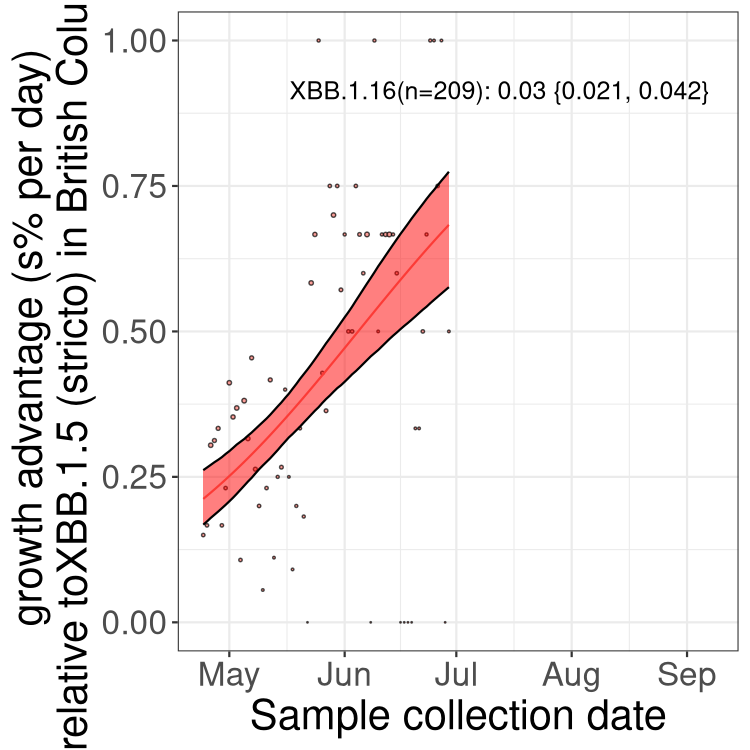 growth advantage (s% per day)
relative toXBB.1.5 (stricto) in British Colu
1.00
0.75
0.50
0.25
0.00
XBB.1.16(n=209): 0.03 {0.021, 0.042}
May Jun Jul Aug Sep
Sample collection date